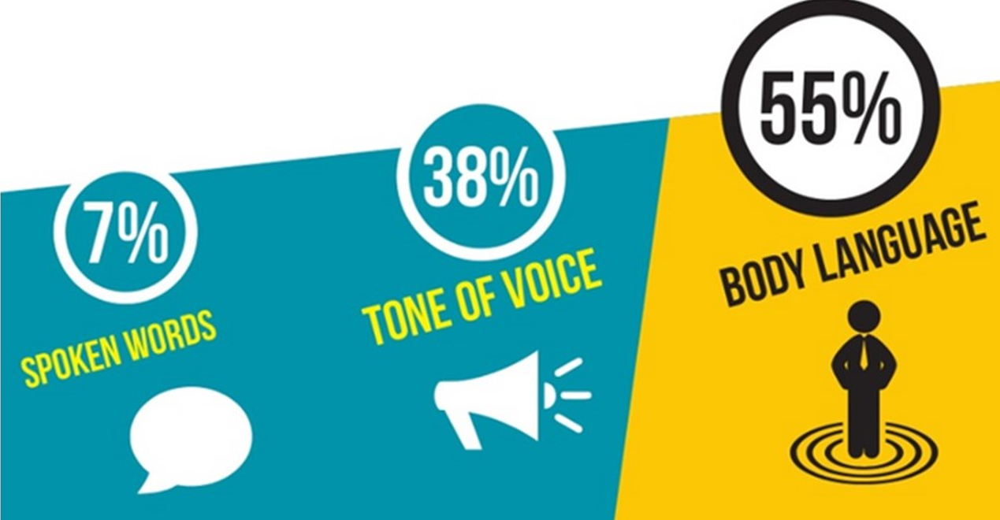 7%
SPOKEN WORDS
38%
TONE OF VOICE
55%
BODY LANGUAGE